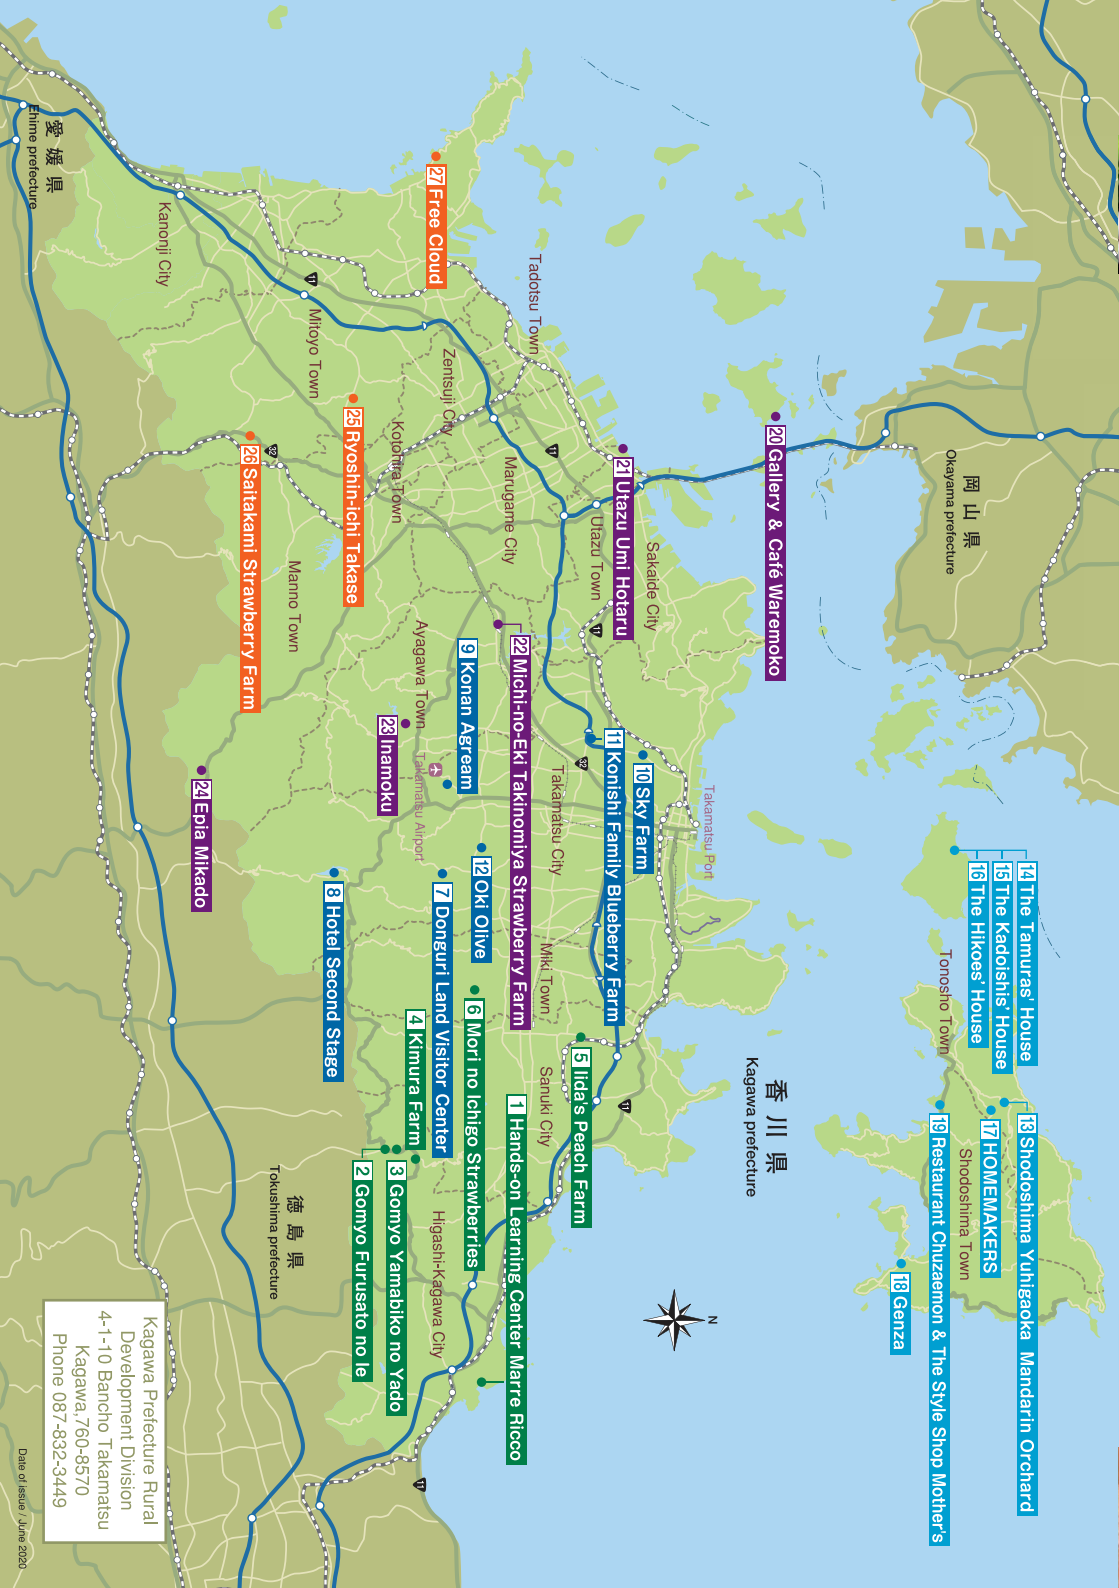 岡 山 県
Okayama prefecture
香 川 県
Kagawa prefecture
愛 媛 県
Ehime prefecture
徳 島 県
Tokushima prefecture
N
14 The Tamuras' House
15 The Kadoishis' House
16 The Hikoes' House
Tonosho Town
13 Shodoshima Yuhigaoka Mandarin Orchard
17 HOMEMAKERS
Shodoshima Town
19 Restaurant Chuzaemon & The Style Shop Mother's
18 Genza
20 Gallery & Café Waremoko
Takamatsu Port
Sakaide City
21 Utazu Umi Hotaru
Utazu Town
10 Sky Farm
11 Konishi Family Blueberry Farm
11
11
11
11
11
32
32
Tadotsu Town
Marugame City
Takamatsu City
Miki Town
Sanuki City
5 Iida's Peach Farm
22 Michi-no-Eki Takinomiya Strawberry Farm
1 Hands-on Learning Center Marre Ricco
12 Oki Olive
6 Mori no Ichigo Strawberries
9 Konan Agream
27 Free Cloud
Zentsuji City
7 Donguri Land Visitor Center
Higashi-Kagawa City
Ayagawa Town
Takamatsu Airport
4 Kimura Farm
Kotohira Town
23 Inamoku
3 Gomyo Yamabiko no Yado
2 Gomyo Furusato no Ie
25 Ryoshin-ichi Takase
8 Hotel Second Stage
Mitoyo Town
Manno Town
26 Saitakami Strawberry Farm
24 Epia Mikado
Kanonji City
Kagawa Prefecture Rural
Development Division
4-1-10 Bancho Takamatsu
Kagawa,760-8570
Phone 087-832-3449
Date of issue / June 2020